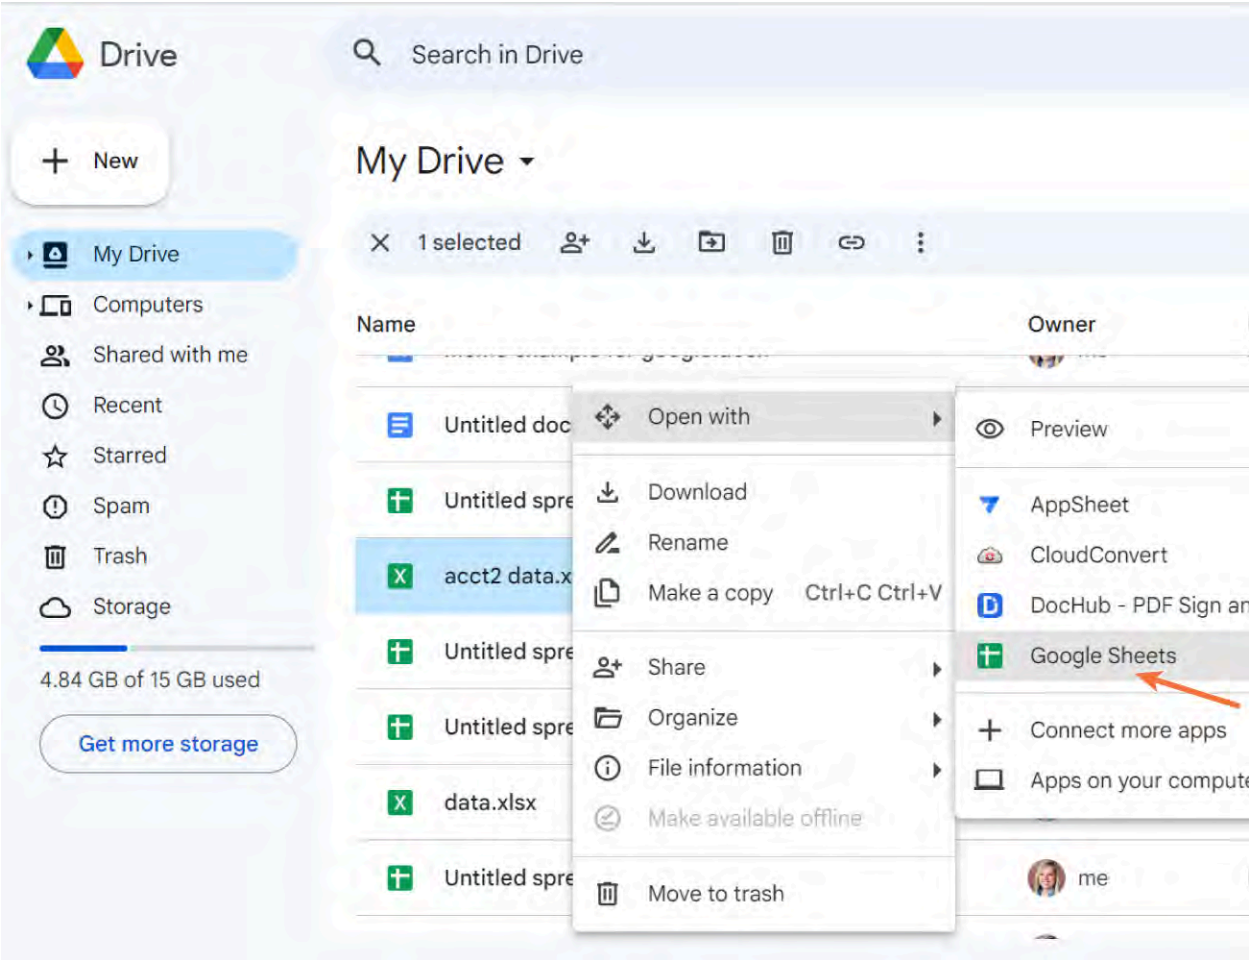 Drive
Search in Drive
New
My Drive
1 selected
My Drive
Computers
Shared with me
Recent
Starred
Spam
Trash
Storage
4.84 GB of 15 GB used
Get more storage
Name
Owner
Untitled doc
Untitled spre
acct2 data.x
Untitled spre
Untitled spre
data.xlsx
Untitled spre
me
Open with
Download
Rename
Make a copy Ctrl+C Ctrl+V
Share
Organize
File information
Make available offline
Move to trash
Preview
AppSheet
CloudConvert
DocHub - PDF Sign an
Google Sheets
Connect more apps
Apps on your compute